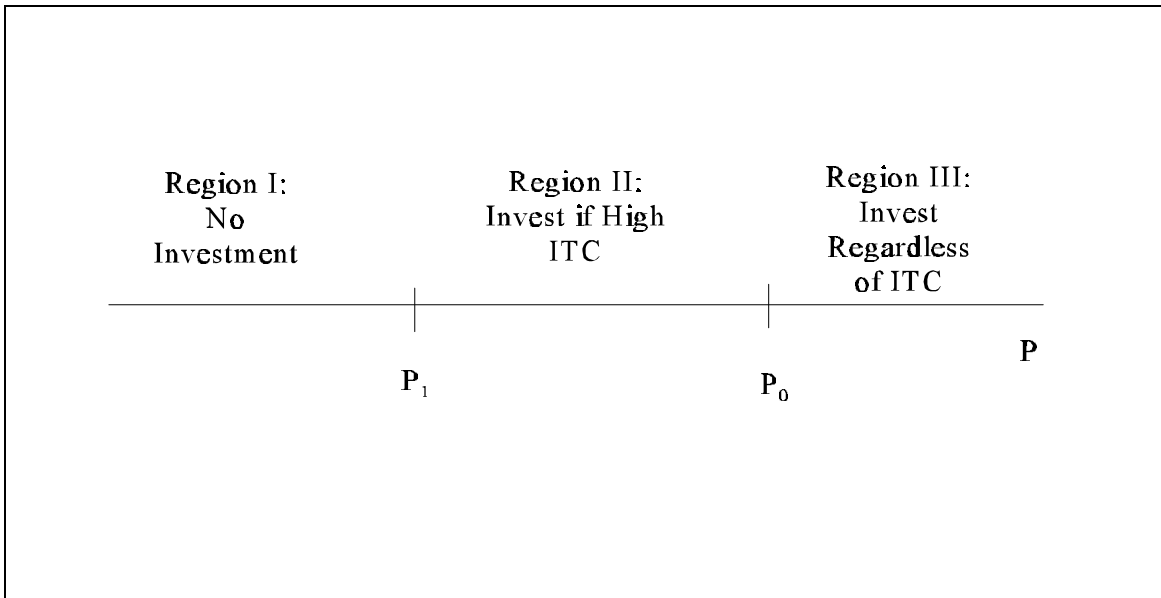 Region I:
No
Investment
Region II:
Invest if High
ITC
Region III:
Invest
Regardless
of ITC
P
P₁
P₀